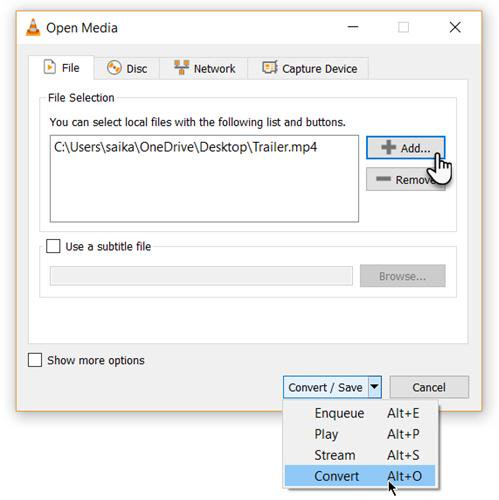 Open Media
File Disc Network Capture Device
File Selection
You can select local files with the following list and buttons.
C:\Users\saika\OneDrive\Desktop\Trailer.mp4
Add...
Remove
Use a subtitle file
Browse...
Show more options
Convert / Save Cancel
Enqueue Alt+E
Play Alt+P
Stream Alt+S
Convert Alt+O